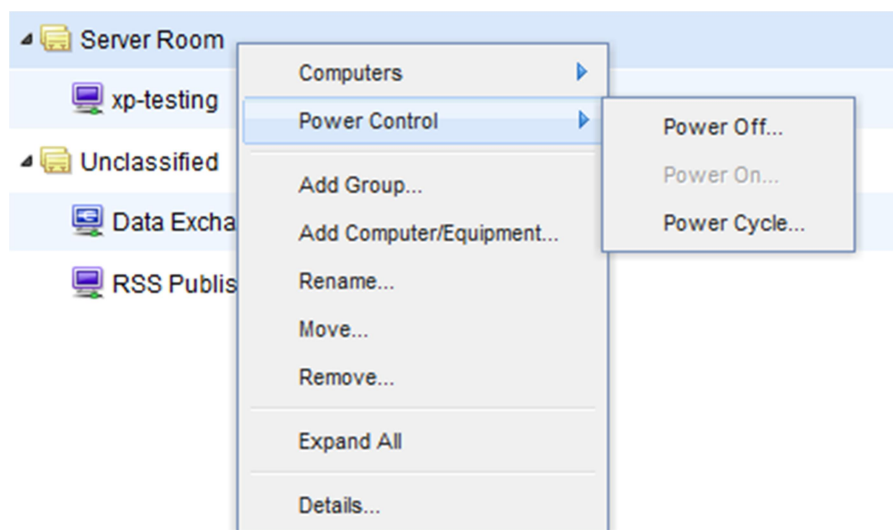 Server Room
xp-testing
Unclassified
Data Excha
RSS Publis
Computers
Power Control
Add Group...
Add Computer/Equipment...
Rename...
Move...
Remove...
Expand All
Details...
Power Off...
Power On...
Power Cycle...